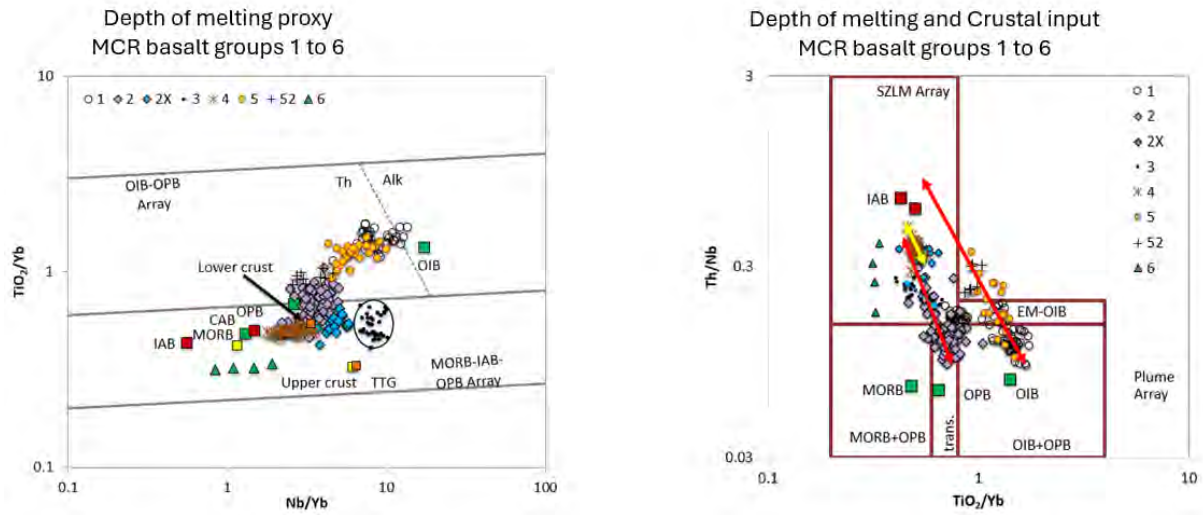 Depth of melting proxy
MCR basalt groups 1 to 6
10
1 2 2X 3 4 5 52 6
OIB-OPB
Array
Th Alk
TiO2/Yb
1
Lower crust
OIB
OPB
CAB
MORB
IAB
Upper crust TTG
MORB-IAB-
OPB Array
0.1
0.1 1 10 100
Nb/Yb
Depth of melting and Crustal input
MCR basalt groups 1 to 6
3
SZLM Array
1
2
2X
3
4
5
52
6
IAB
Th/Nb
0.3
EM-OIB
MORB OPB OIB
Plume
Array
trans.
MORB+OPB OIB+OPB
0.03
0.1 1 10
TiO2/Yb